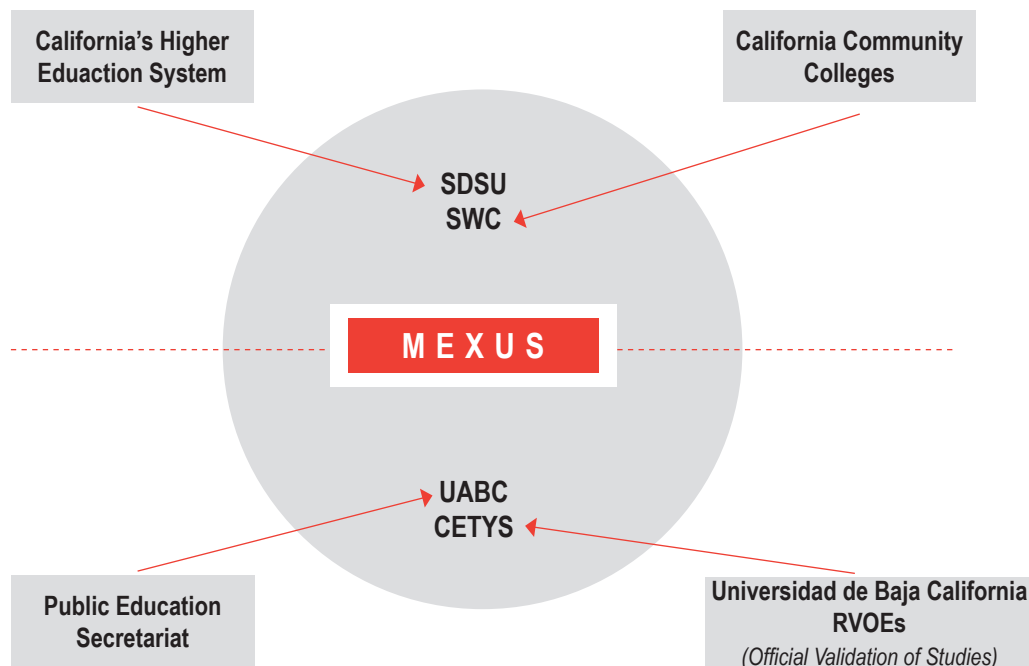 California’s Higher
Eduaction System
California Community
Colleges
SDSU
SWC
MEXUS
UABC
CETYS
Public Education
Secretariat
Universidad de Baja California
RVOEs
(Official Validation of Studies)